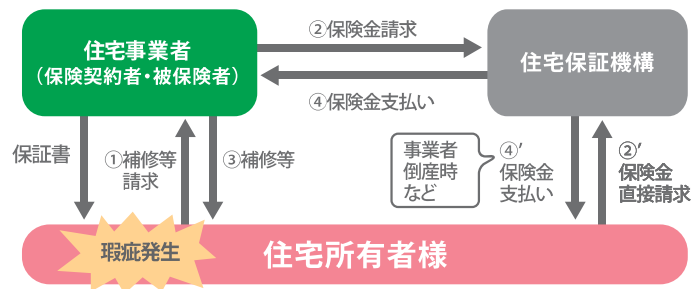 住宅事業者
（保険契約者・被保険者）
②保険金請求
④保険金支払い
住宅保証機構
保証書
①補修等
請求
③補修等
事業者
倒産時
など
④′
保険金
支払い
②′
保険金
直接請求
瑕疵発生
住宅所有者様